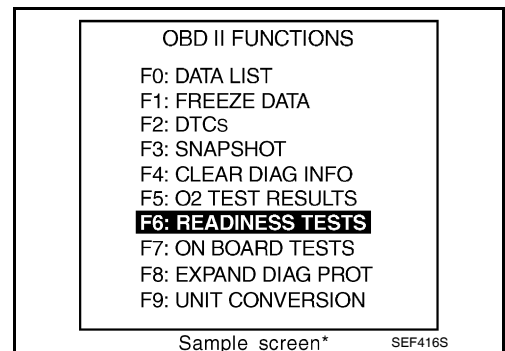 OBD II FUNCTIONS
F0: DATA LIST
F1: FREEZE DATA
F2: DTCs
F3: SNAPSHOT
F4: CLEAR DIAG INFO
F5: O2 TEST RESULTS
F6: READINESS TESTS
F7: ON BOARD TESTS
F8: EXPAND DIAG PROT
F9: UNIT CONVERSION
Sample screen* SEF416S